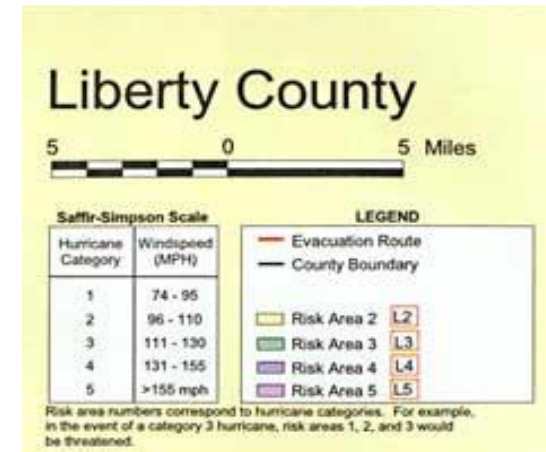 Liberty County
5 0 5 Miles
Saffir-Simpson Scale
Hurricane Category Windspeed (MPH)
1 74 - 95
2 96 - 110
3 111 - 130
4 131 - 155
5 >155 mph
LEGEND
Evacuation Route
County Boundary
Risk Area 2 L2
Risk Area 3 L3
Risk Area 4 L4
Risk Area 5 L5
Risk area numbers correspond to hurricane categories. For example,
in the event of a category 3 hurricane, risk areas 1, 2, and 3 would
be threatened.